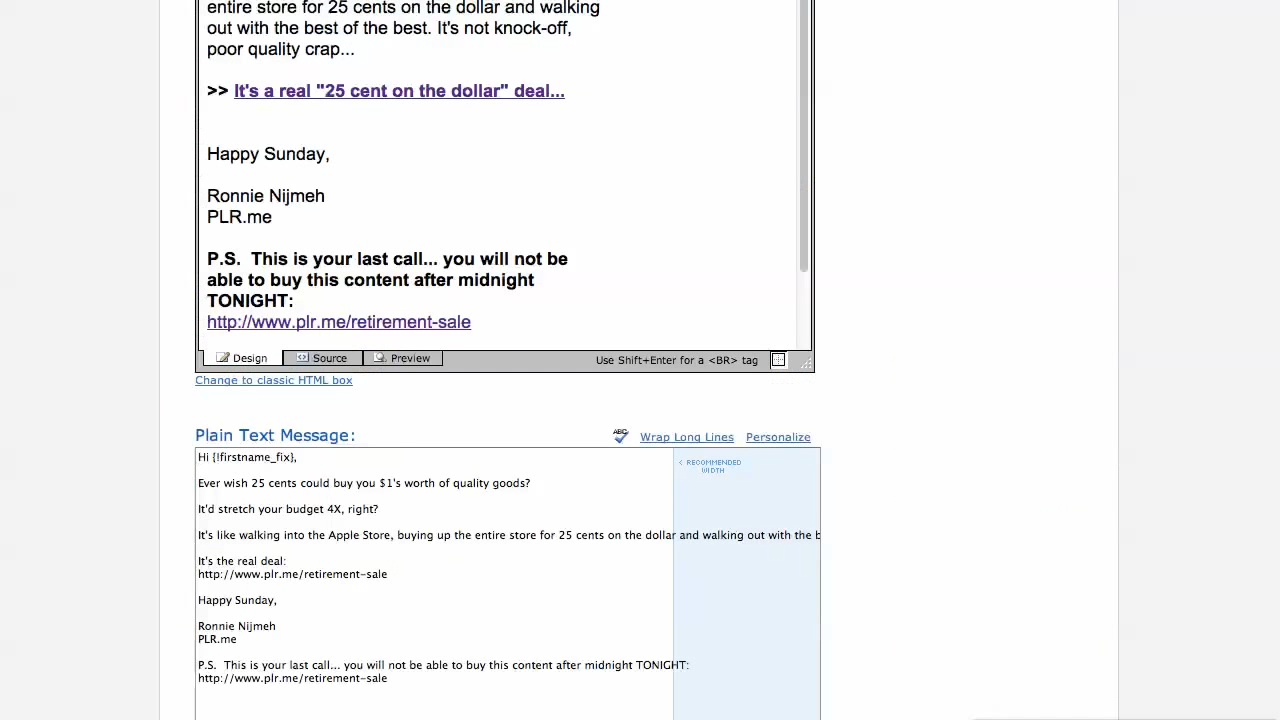 entire store for 25 cents on the dollar and walking
out with the best of the best. It's not knock-off,
poor quality crap...
>> It's a real "25 cent on the dollar" deal...
Happy Sunday,
Ronnie Nijmeh
PLR.me
P.S.  This is your last call... you will not be
able to buy this content after midnight
TONIGHT:
http://www.plr.me/retirement-sale
Design Source Preview Use Shift+Enter for a <BR> tag
Change to classic HTML box
Plain Text Message: ABC Wrap Long Lines Personalize
< RECOMMENDED
WIDTH
Hi {!firstname_fix},
Ever wish 25 cents could buy you $1's worth of quality goods?
It'd stretch your budget 4X, right?
It's like walking into the Apple Store, buying up the entire store for 25 cents on the dollar and walking out with the b
It's the real deal:
http://www.plr.me/retirement-sale
Happy Sunday,
Ronnie Nijmeh
PLR.me
P.S.  This is your last call... you will not be able to buy this content after midnight TONIGHT:
http://www.plr.me/retirement-sale